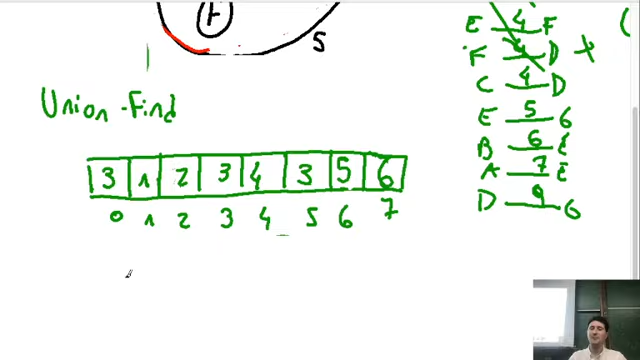 F
S
E 4 F
F 4 D X
C 4 D
E 5 G
B 6 E
A 7 E
D 9 G
Union-Find
3 1 2 3 4 3 5 6
0 1 2 3 4 5 6 7